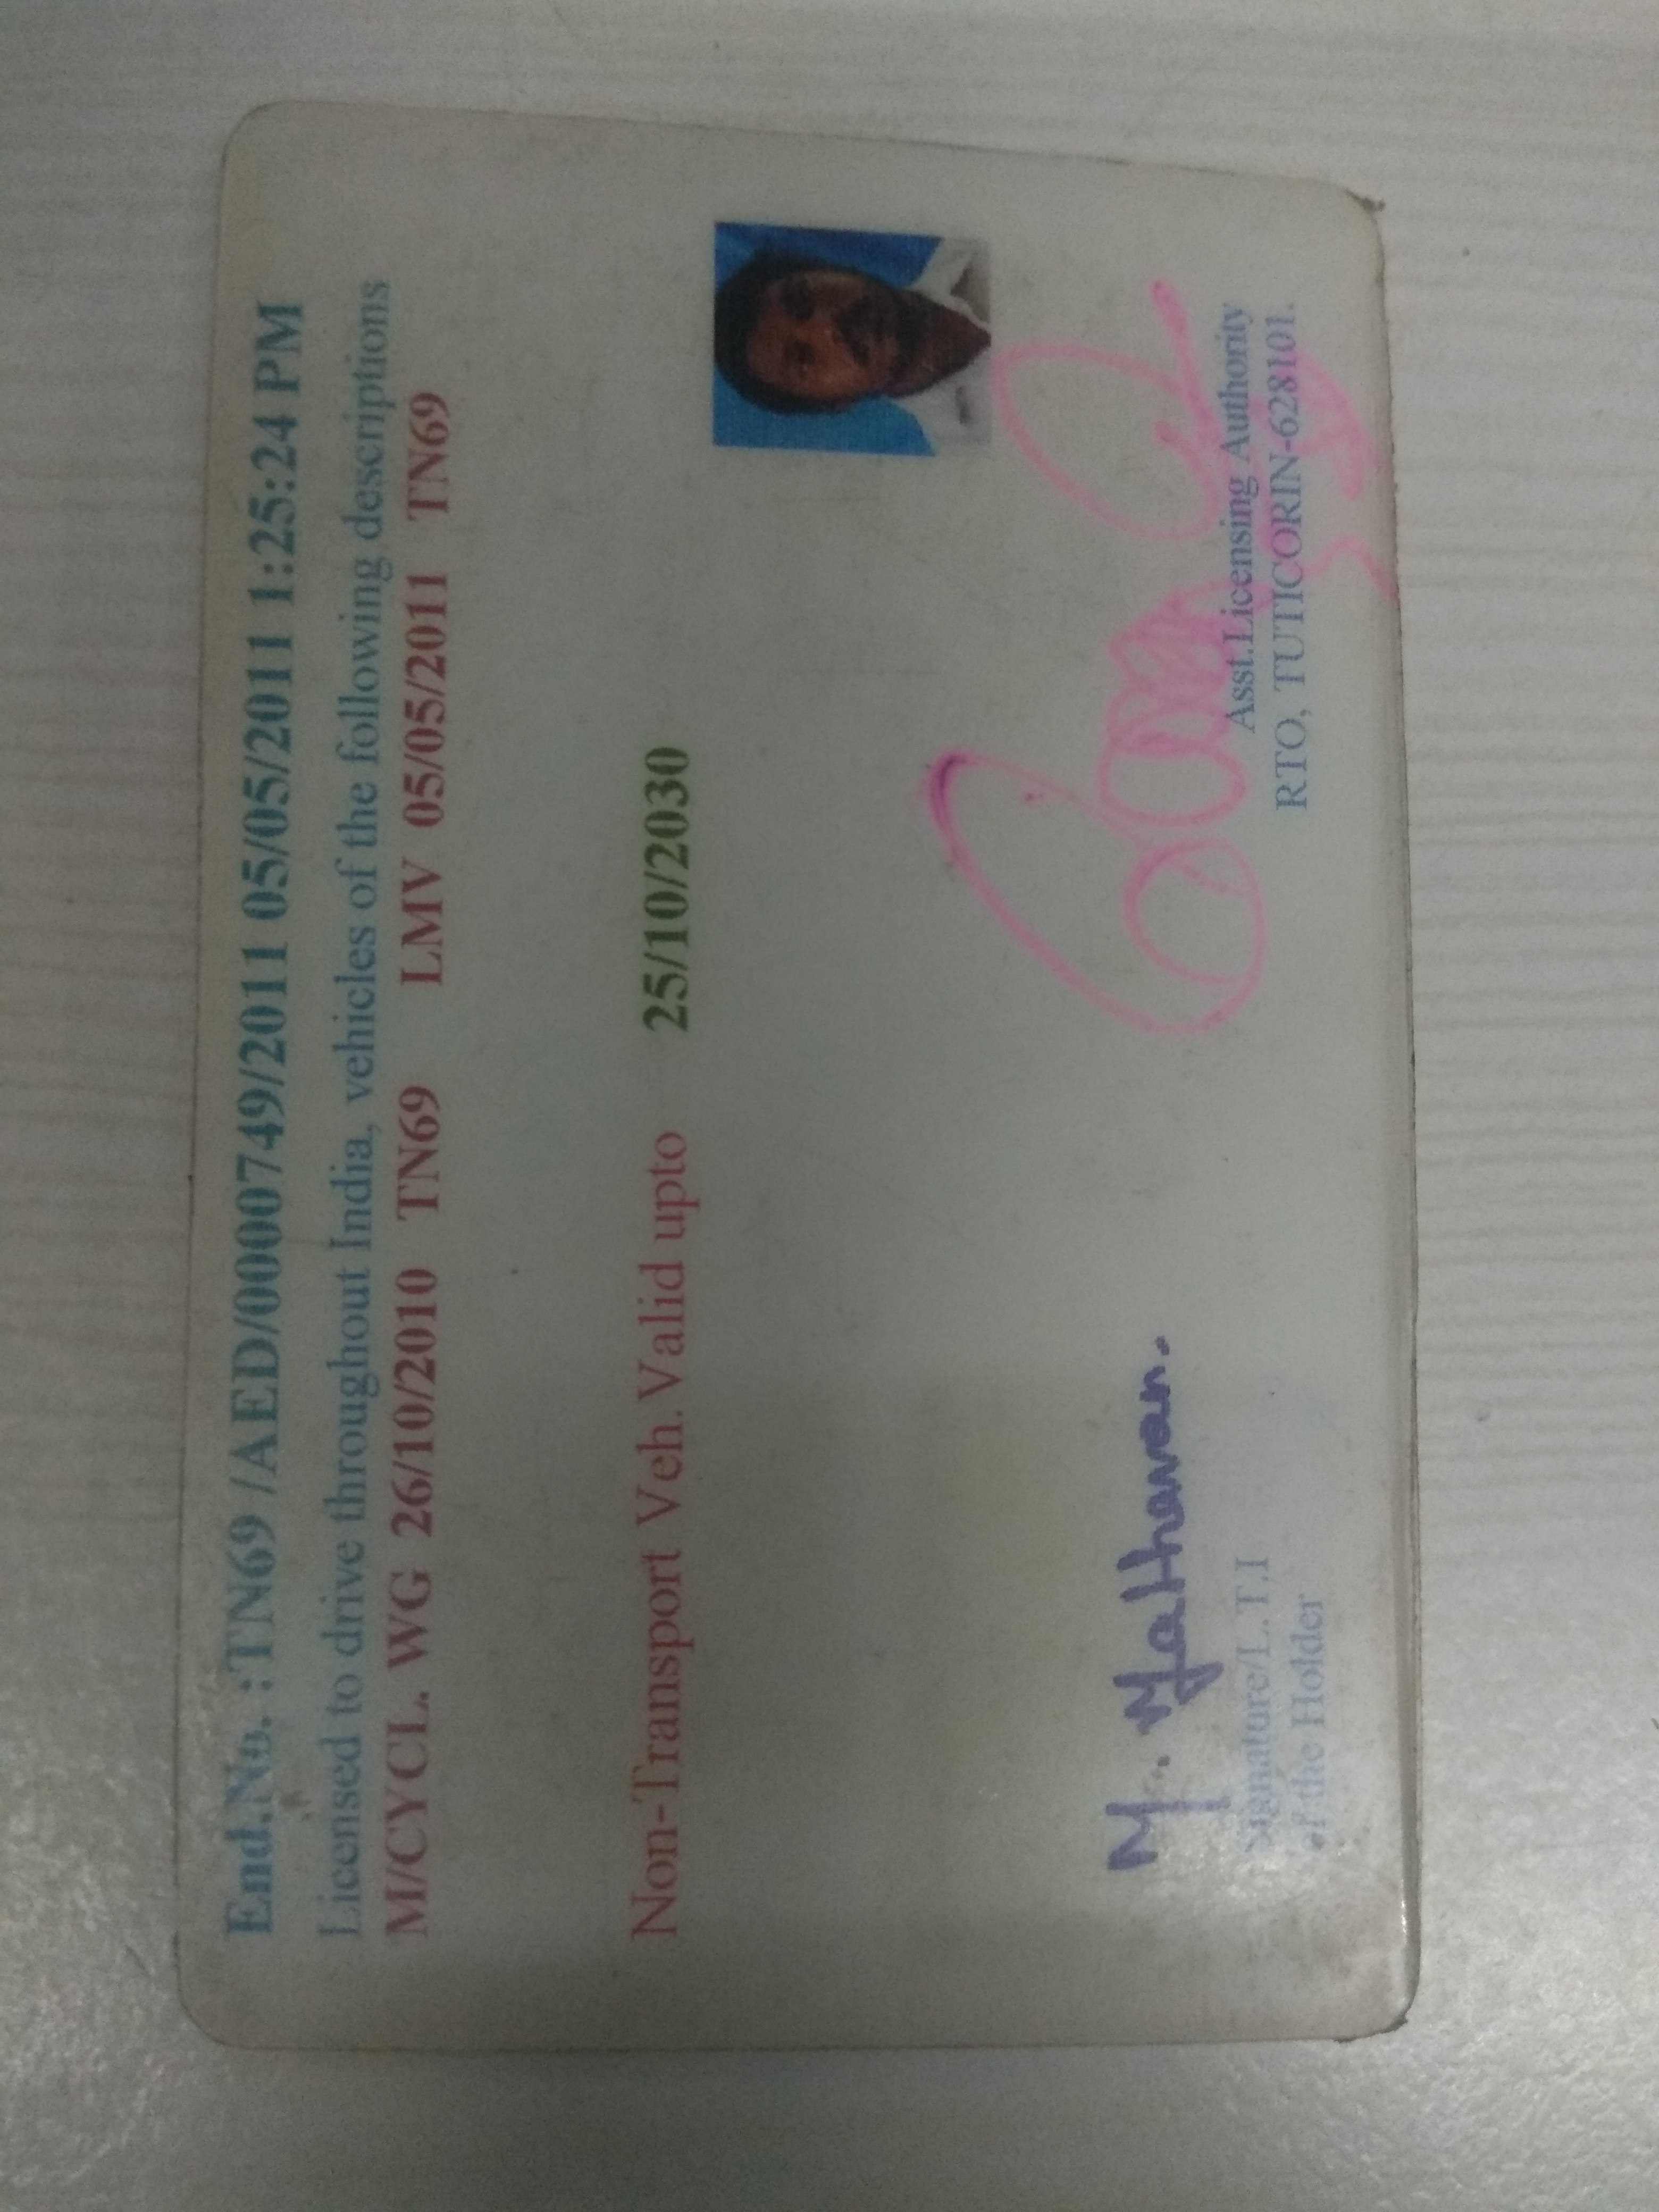 End.No. :TN69 /AED/0000749/2011 05/05/2011 1:25:24 PM
Licensed to drive throughout India, vehicles of the following descriptions
M/CYCL. WG 26/10/2010 TN69 LMV 05/05/2011 TN69
Non-Transport Veh.Valid upto 25/10/2030
M. Mathavan.
Signature/L.T.I
of the Holder
Asst.Licensing Authority
RTO, TUTICORIN-628101.